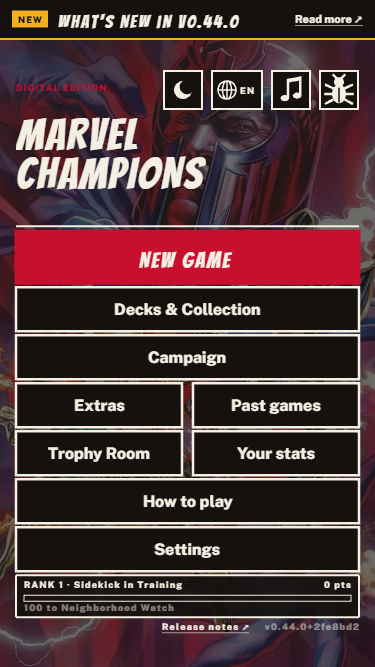 NEW WHAT'S NEW IN V0.44.0 Read more ↗
DIGITAL EDITION
EN
MARVEL
CHAMPIONS
NEW GAME
Decks & Collection
Campaign
Extras
Past games
Trophy Room
Your stats
How to play
Settings
RANK 1 · Sidekick in Training 0 pts
100 to Neighborhood Watch
Release notes ↗ v0.44.0+2fe8bd2